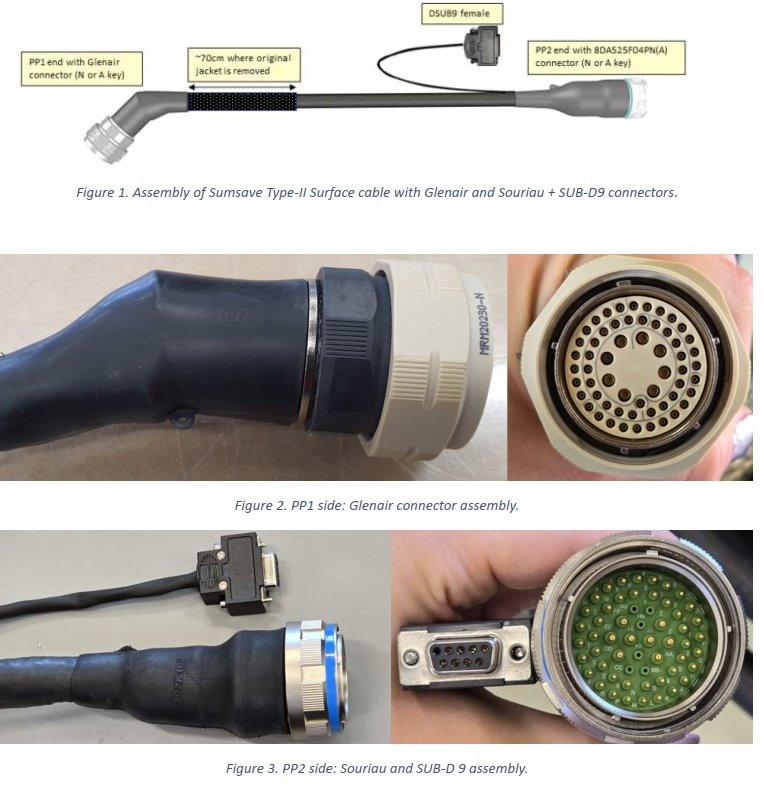 DSUB9 female
PP1 end with Glenair
connector (N or A key)
~70cm where original
jacket is removed
PP2 end with 8DA525F04PN(A)
connector (N or A key)
Figure 1. Assembly of Sumsave Type-II Surface cable with Glenair and Souriau + SUB-D9 connectors.
MRM20230-N
Figure 2. PP1 side: Glenair connector assembly.
Figure 3. PP2 side: Souriau and SUB-D 9 assembly.